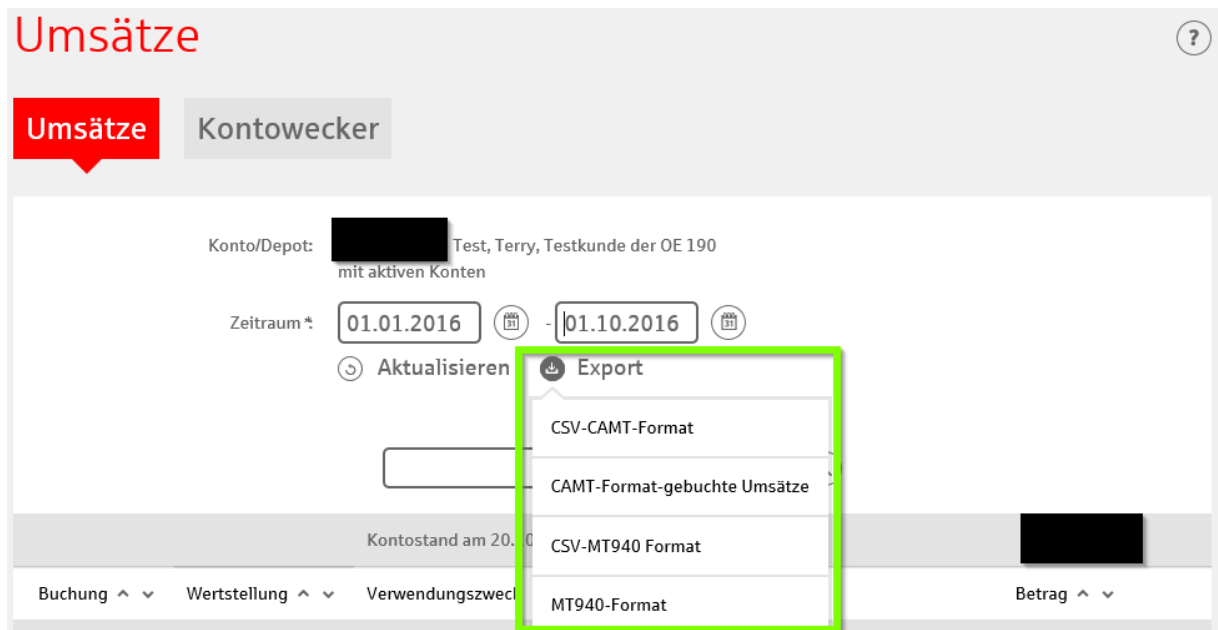 Umsätze
?
Umsätze Kontowecker
Konto/Depot: Test, Terry, Testkunde der OE 190
mit aktiven Konten
Zeitraum *: 01.01.2016 31 - 01.10.2016 31
Aktualisieren Export
CSV-CAMT-Format
CAMT-Format-gebuchte Umsätze
Kontostand am 20.
CSV-MT940 Format
Buchung Wertstellung Betrag
MT940-Format